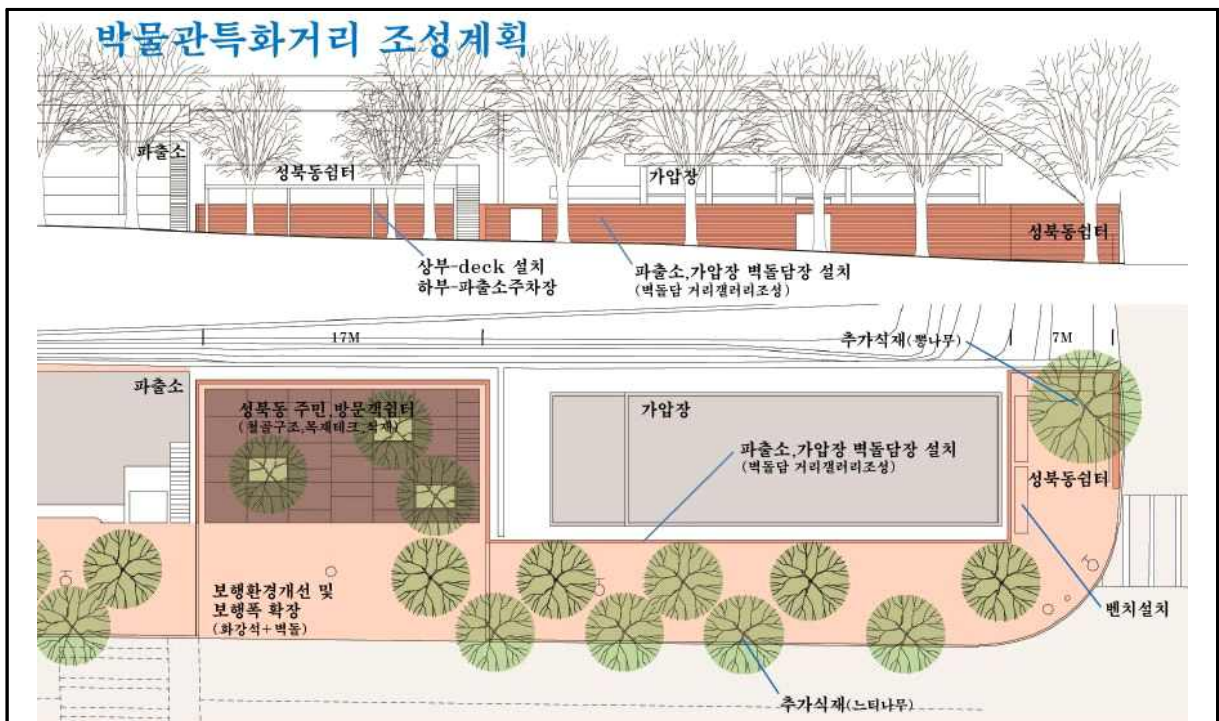 박물관특화거리 조성계획
파출소
성북동쉼터
가압장
성북동쉼터
상부-deck 설치
하부-파출소주차장
파출소,가압장 벽돌담장 설치
(벽돌담 거리갤러리조성)
17M
추가식재(뽕나무)
7M
파출소
성북동 주민,방문객쉼터
(철골구조,목재테크,석재)
가압장
파출소,가압장 벽돌담장 설치
(벽돌담 거리갤러리조성)
성북동쉼터
보행환경개선 및
보행폭 확장
(화강석+벽돌)
벤치설치
추가식재(느티나무)